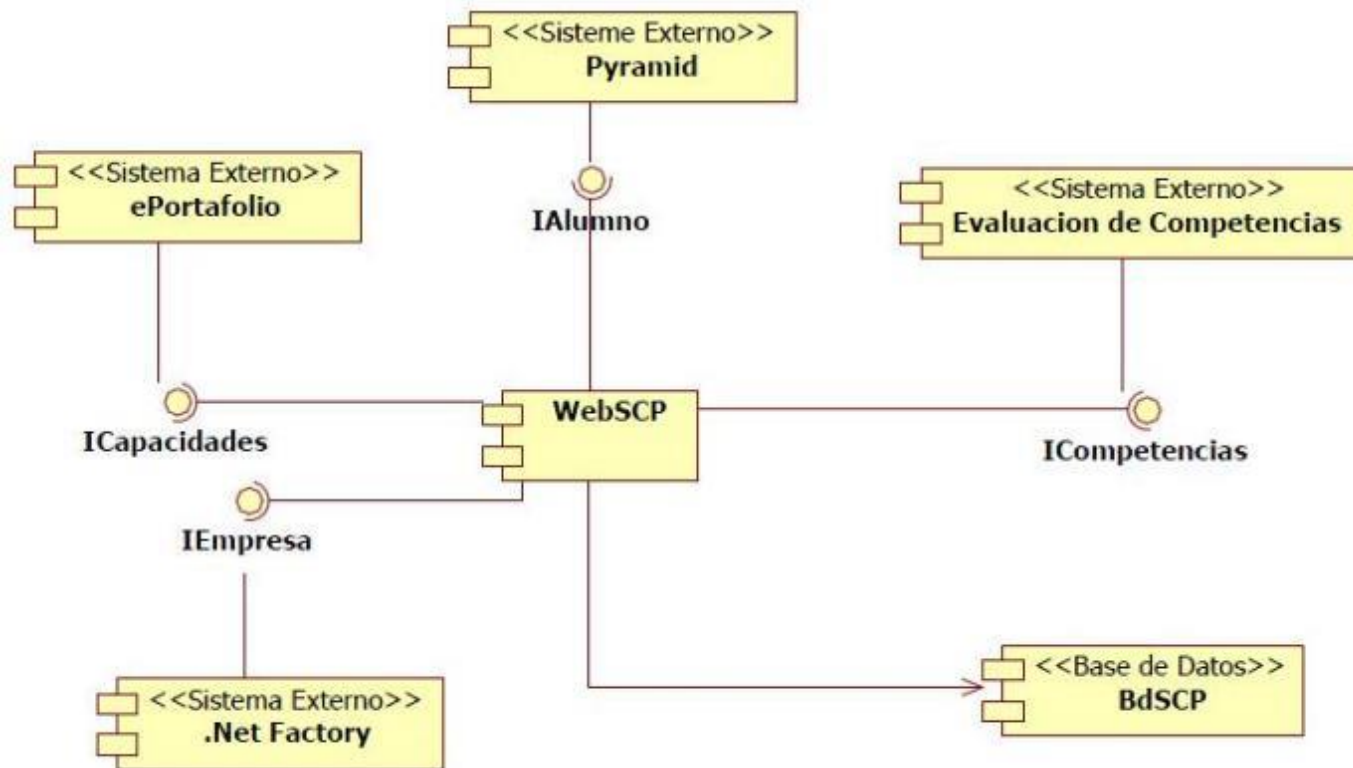 <<Sisteme Externo>>
Pyramid
<<Sistema Externo>>
ePortafolio
<<Sistema Externo>>
Evaluacion de Competencias
IAlumno
WebSCP
ICapacidades
ICompetencias
IEmpresa
<<Sistema Externo>>
.Net Factory
<<Base de Datos>>
BdSCP